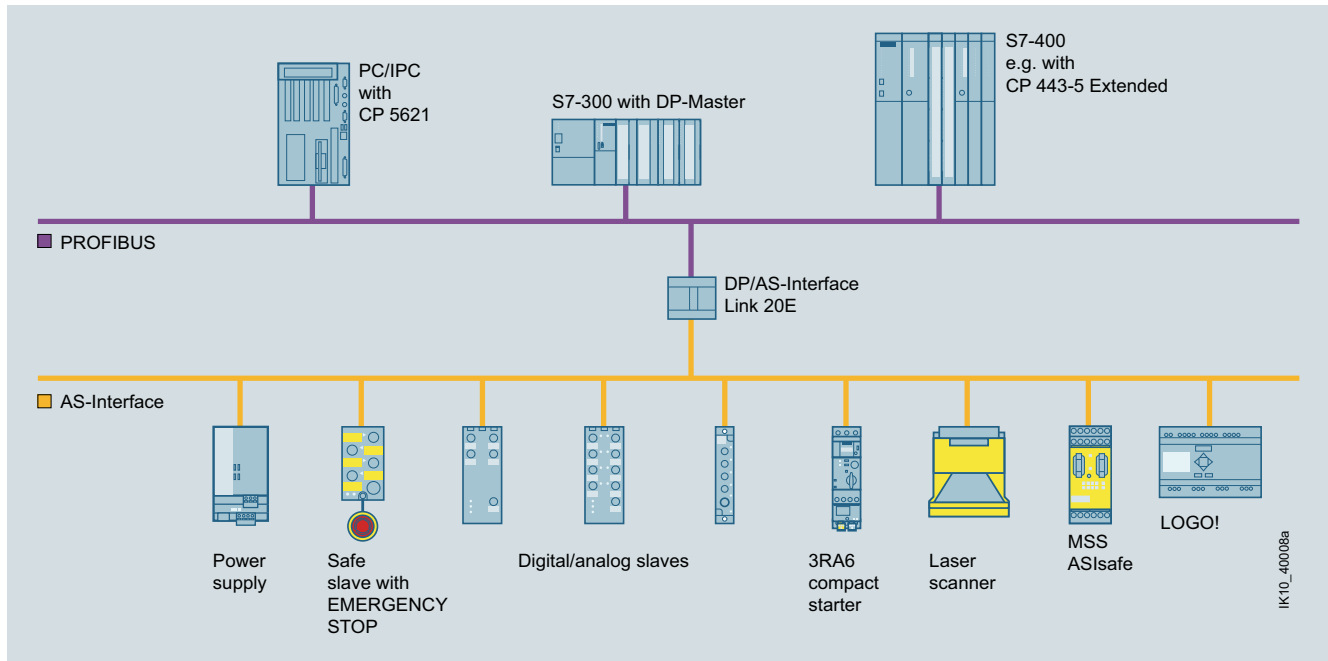 PC/IPC
with
CP 5621
S7-300 with DP-Master
S7-400
e.g. with
CP 443-5 Extended
PROFIBUS
DP/AS-Interface
Link 20E
AS-Interface
Power
supply
Safe
slave with
EMERGENCY
STOP
Digital/analog slaves
3RA6
compact
starter
Laser
scanner
MSS
ASIsafe
LOGO!
IK10_40008a